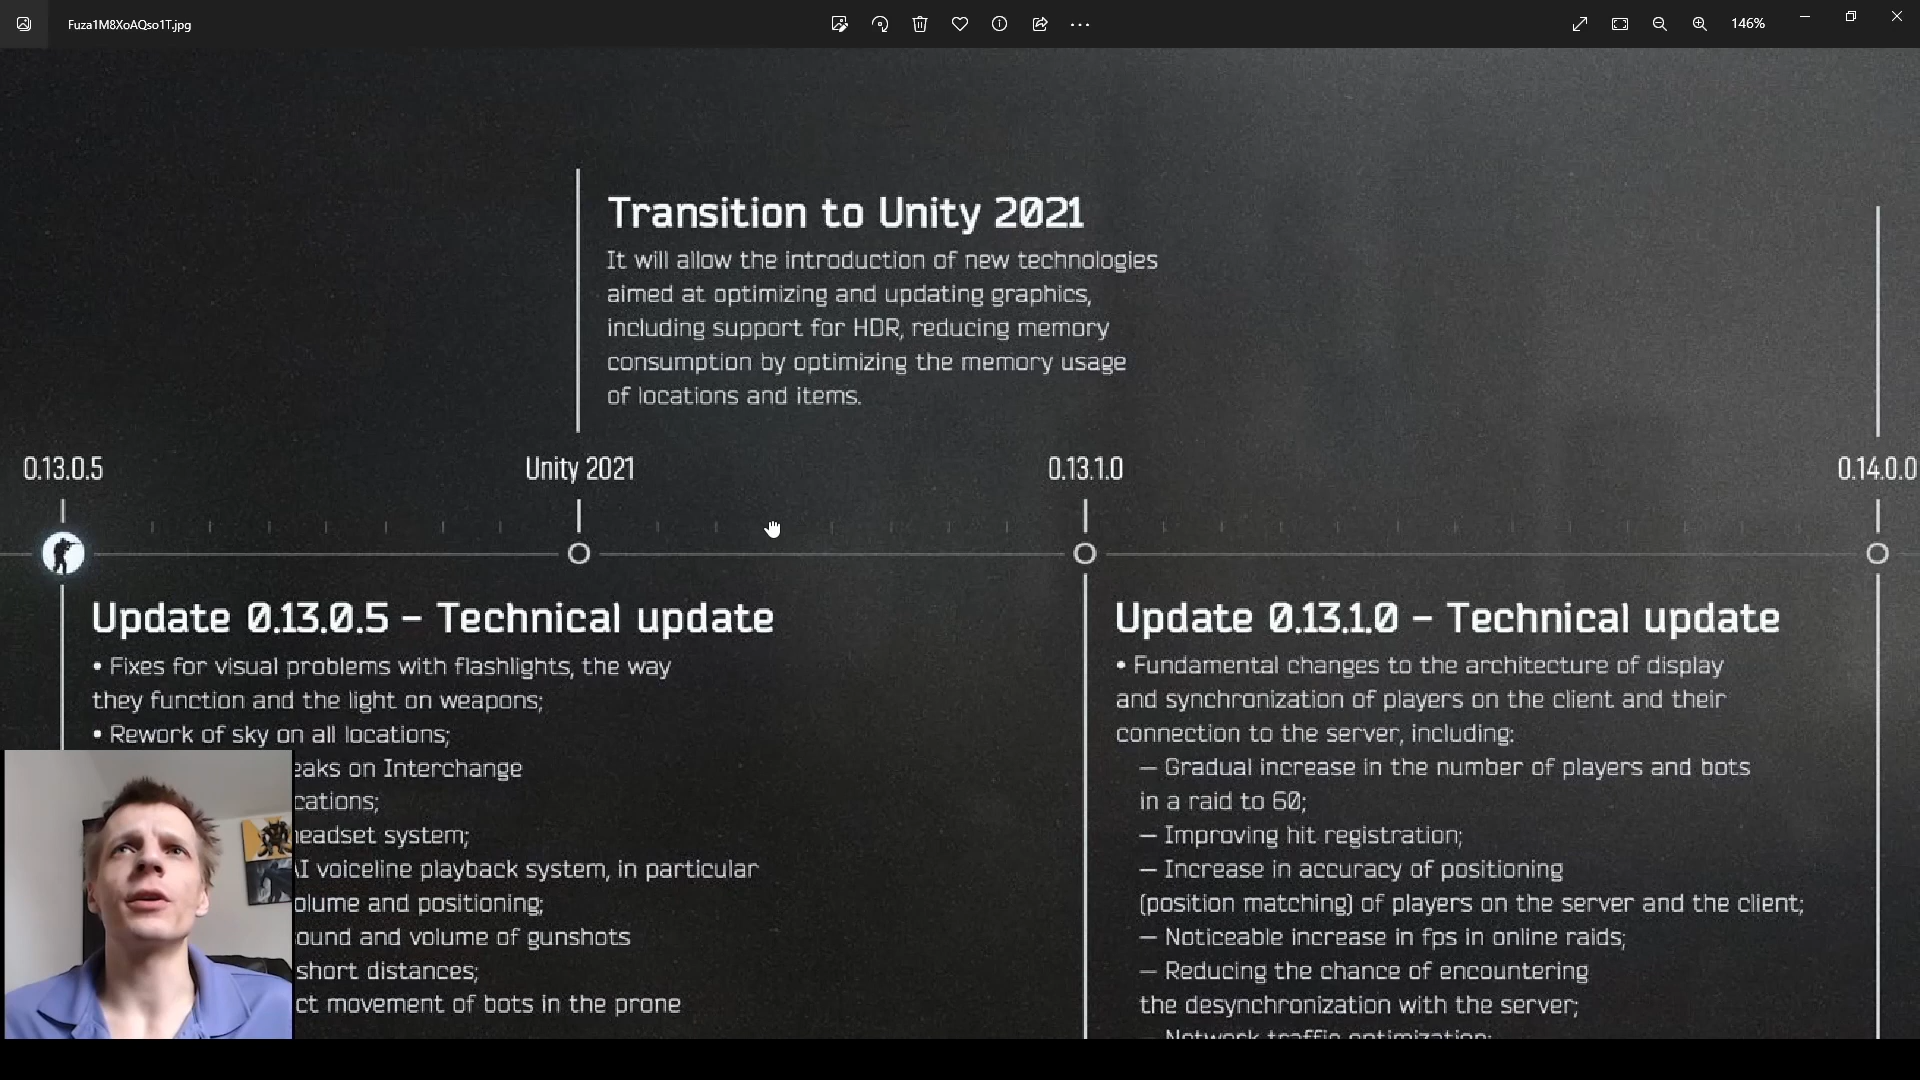 Fuza1M8XoAQso1T.jpg
146%
Transition to Unity 2021
It will allow the introduction of new technologies
aimed at optimizing and updating graphics,
including support for HDR, reducing memory
consumption by optimizing the memory usage
of locations and items.
0.13.0.5
Unity 2021
0.13.1.0
0.14.0.0
Update 0.13.0.5 – Technical update
• Fixes for visual problems with flashlights, the way
they function and the light on weapons;
• Rework of sky on all locations;
eaks on Interchange
cations;
headset system;
AI voiceline playback system, in particular
olume and positioning;
ound and volume of gunshots
short distances;
ct movement of bots in the prone
Update 0.13.1.0 – Technical update
• Fundamental changes to the architecture of display
and synchronization of players on the client and their
connection to the server, including:
— Gradual increase in the number of players and bots
in a raid to 60;
— Improving hit registration;
— Increase in accuracy of positioning
(position matching) of players on the server and the client;
— Noticeable increase in fps in online raids;
— Reducing the chance of encountering
the desynchronization with the server;
— Network traffic optimization;